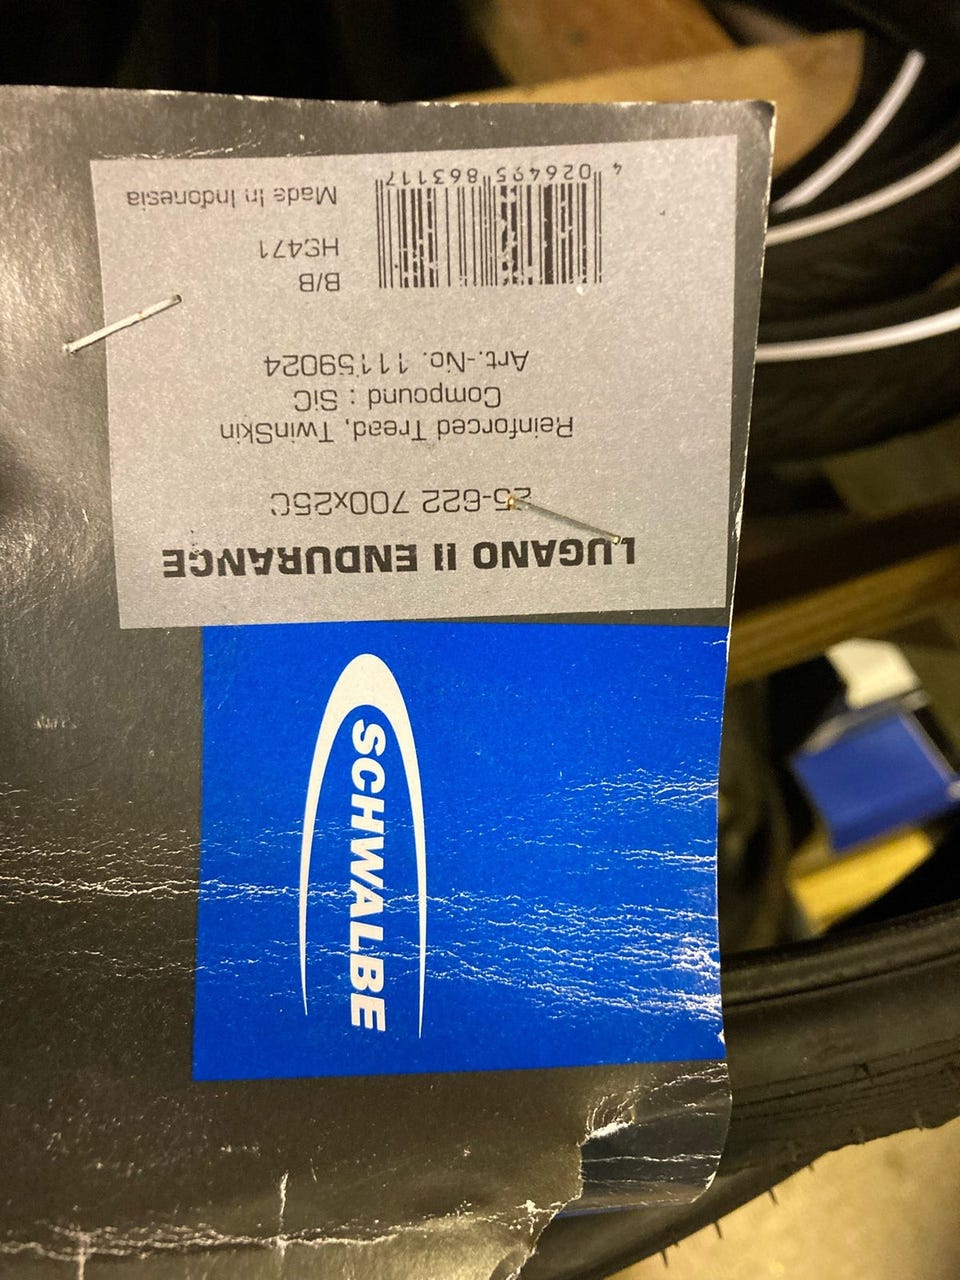 LUGANO II ENDURANCE
25-622 700x25C
Reinforced Tread, TwinSkin
Compound : SiC
Art.-No. 11159024
B/B
HS471
Made In Indonesia
4 026495 863117
SCHWALBE